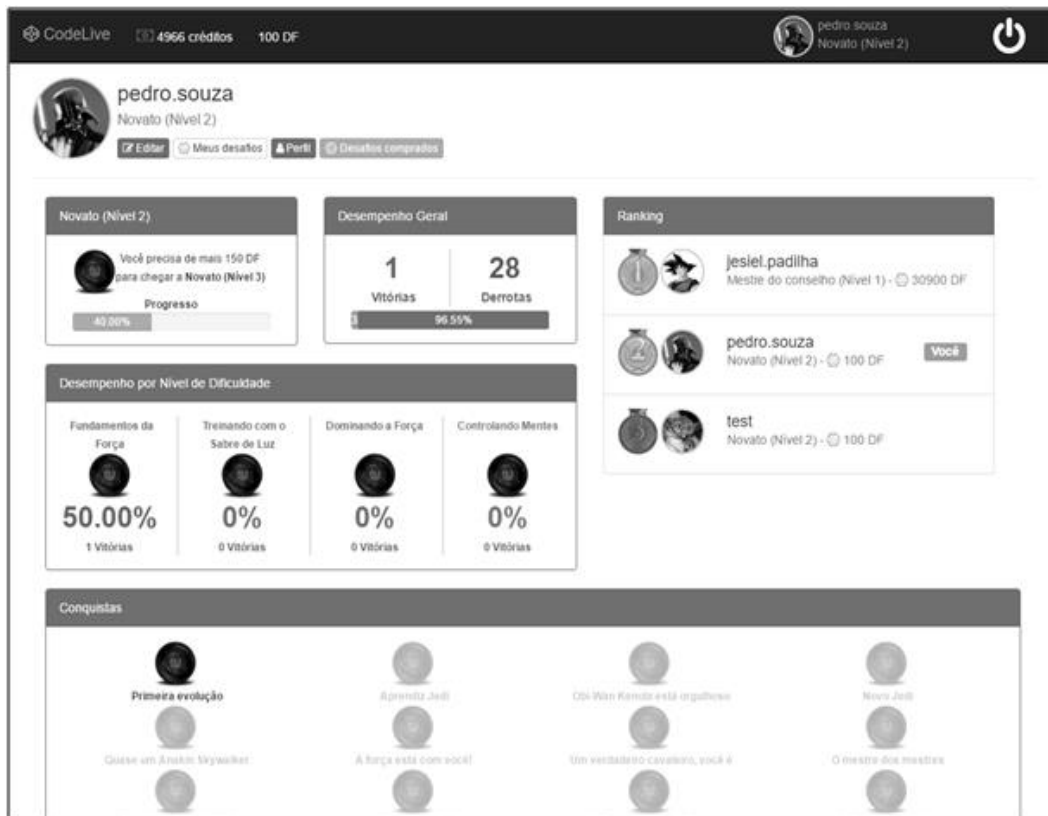 CodeLive 4966 créditos 100 DF
pedro.souza
Novato (Nível 2)
pedro.souza
Novato (Nível 2)
Editar Meus desafios Perfil Desafios comprados
Novato (Nível 2)
Você precisa de mais 150 DF
para chegar a Novato (Nível 3)
Progresso
40.00%
Desempenho Geral
1 28
Vitórias Derrotas
96.55%
Ranking
1
jesiel.padilha
Mestre do conselho (Nível 1) - 30900 DF
2
pedro.souza
Novato (Nível 2) - 100 DF
Você
test
Novato (Nível 2) - 100 DF
Desempenho por Nível de Dificuldade
Fundamentos da
Força
50.00%
1 Vitórias
Treinando com o
Sabre de Luz
0%
0 Vitórias
Dominando a Força
0%
0 Vitórias
Controlando Mentes
0%
0 Vitórias
Conquistas
Primeira evolução
Aprendiz Jedi
Obi-Wan Kenobi está orgulhoso
Novo Jedi
Quase um Anakin Skywalker
A força está com você!
Um verdadeiro cavaleiro, você é
O mestre dos mestres